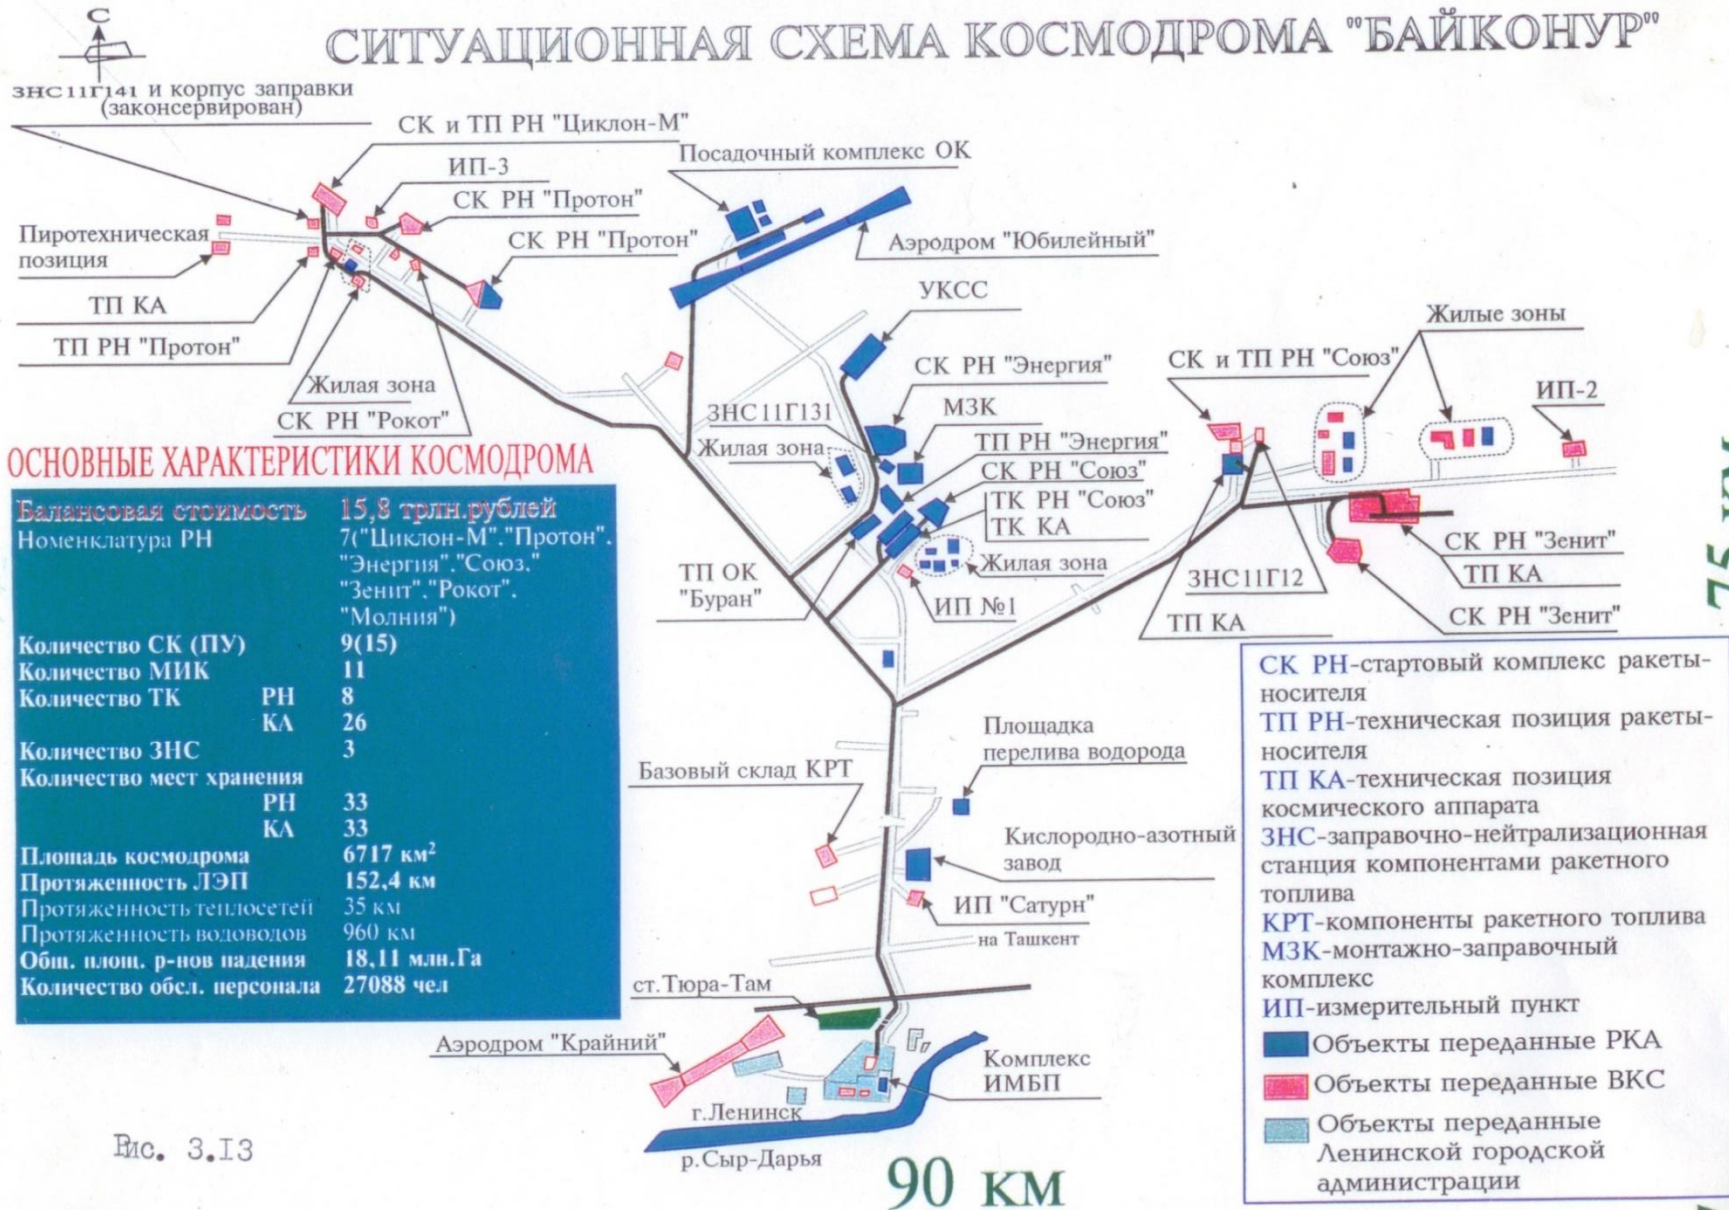 С
СИТУАЦИОННАЯ СХЕМА КОСМОДРОМА "БАЙКОНУР"
ЗНС11Г141 и корпус заправки
(законсервирован)
СК и ТП РН "Циклон-М"
ИП-3
СК РН "Протон"
СК РН "Протон"
Пиротехническая
позиция
ТП КА
ТП РН "Протон"
Жилая зона
СК РН "Рокот"
Посадочный комплекс ОК
Аэродром "Юбилейный"
УКСС
СК РН "Энергия"
МЗК
ЗНС11Г131
Жилая зона
ТП РН "Энергия"
СК РН "Союз"
ТК РН "Союз"
ТК КА
Жилая зона
ТП ОК
"Буран"
ИП №1
Жилые зоны
СК и ТП РН "Союз"
ИП-2
ЗНС11Г12
ТП КА
СК РН "Зенит"
ТП КА
СК РН "Зенит"
75 км
ОСНОВНЫЕ ХАРАКТЕРИСТИКИ КОСМОДРОМА
Балансовая стоимость 15,8 трлн.рублей
Номенклатура РН 7("Циклон-М"."Протон".
"Энергия"."Союз."
"Зенит"."Рокот".
"Молния")
Количество СК (ПУ) 9(15)
Количество МИК 11
Количество ТК РН 8
КА 26
Количество ЗНС 3
Количество мест хранения
РН 33
КА 33
Площадь космодрома 6717 км²
Протяженность ЛЭП 152,4 км
Протяженность теплосетей 35 км
Протяженность водоводов 960 км
Общ. площ. р-нов падения 18,11 млн.Га
Количество обсл. персонала 27088 чел
Площадка
перелива водорода
Базовый склад КРТ
Кислородно-азотный
завод
ИП "Сатурн"
на Ташкент
ст.Тюра-Там
Аэродром "Крайний"
Комплекс
ИМБП
г.Ленинск
р.Сыр-Дарья
90 км
Рис. 3.13
СК РН-стартовый комплекс ракеты-
носителя
ТП РН-техническая позиция ракеты-
носителя
ТП КА-техническая позиция
космического аппарата
ЗНС-заправочно-нейтрализационная
станция компонентами ракетного
топлива
КРТ-компоненты ракетного топлива
МЗК-монтажно-заправочный
комплекс
ИП-измерительный пункт
Объекты переданные РКА
Объекты переданные ВКС
Объекты переданные
Ленинской городской
администрации